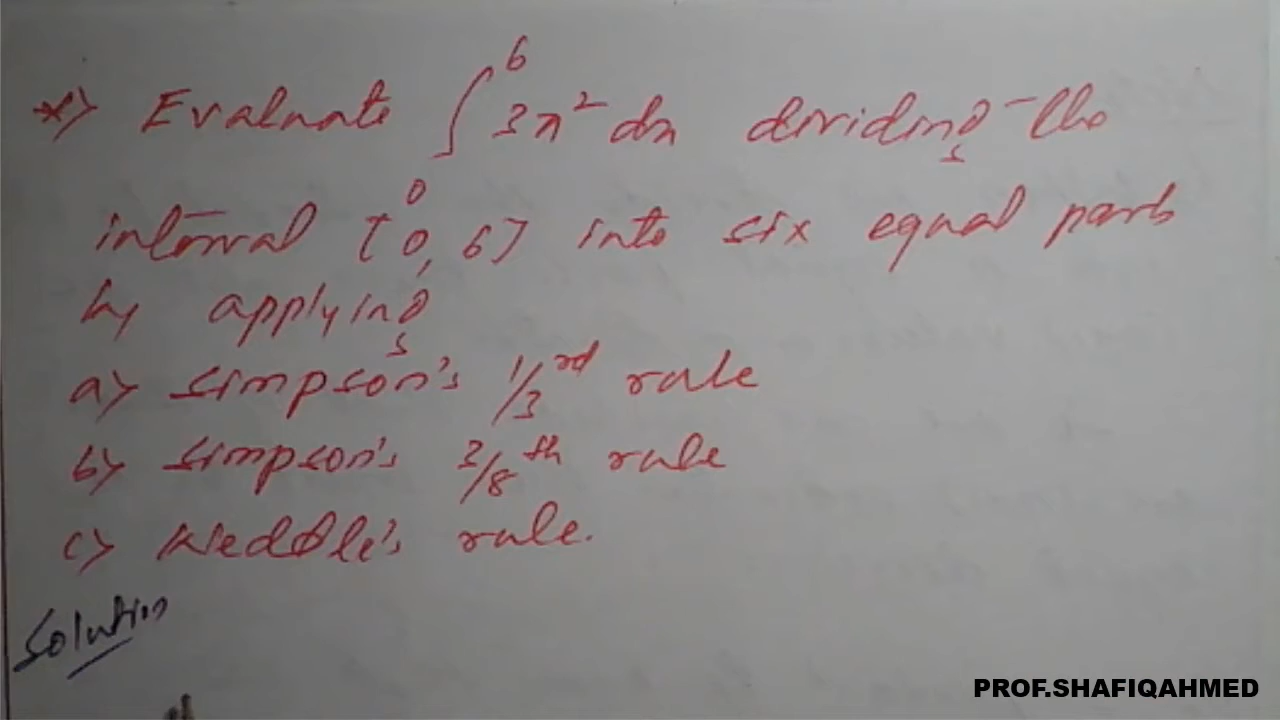 *) Evaluate ∫₀⁶ 3x² dx dividing the
interval [0, 6] into six equal parts
by applying
a) simpson's 1/3rd rule
b) simpson's 3/8th rule
c) Weddle's rule.
Solution
PROF.SHAFIQAHMED